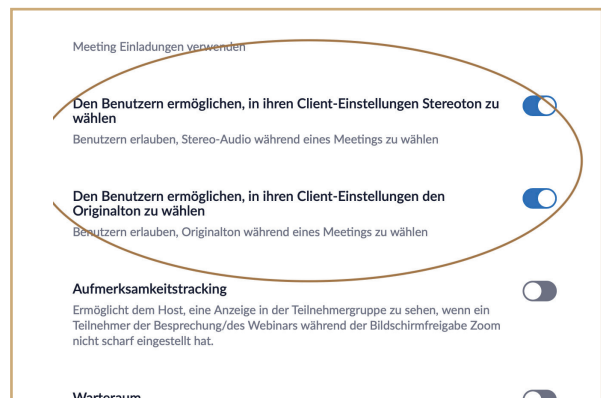 Meeting Einladungen verwenden
Den Benutzern ermöglichen, in ihren Client-Einstellungen Stereoton zu
wählen
Benutzern erlauben, Stereo-Audio während eines Meetings zu wählen
Den Benutzern ermöglichen, in ihren Client-Einstellungen den
Originalton zu wählen
Benutzern erlauben, Originalton während eines Meetings zu wählen
Aufmerksamkeitstracking
Ermöglicht dem Host, eine Anzeige in der Teilnehmergruppe zu sehen, wenn ein
Teilnehmer der Besprechung/des Webinars während der Bildschirmfreigabe Zoom
nicht scharf eingestellt hat.
Warteraum